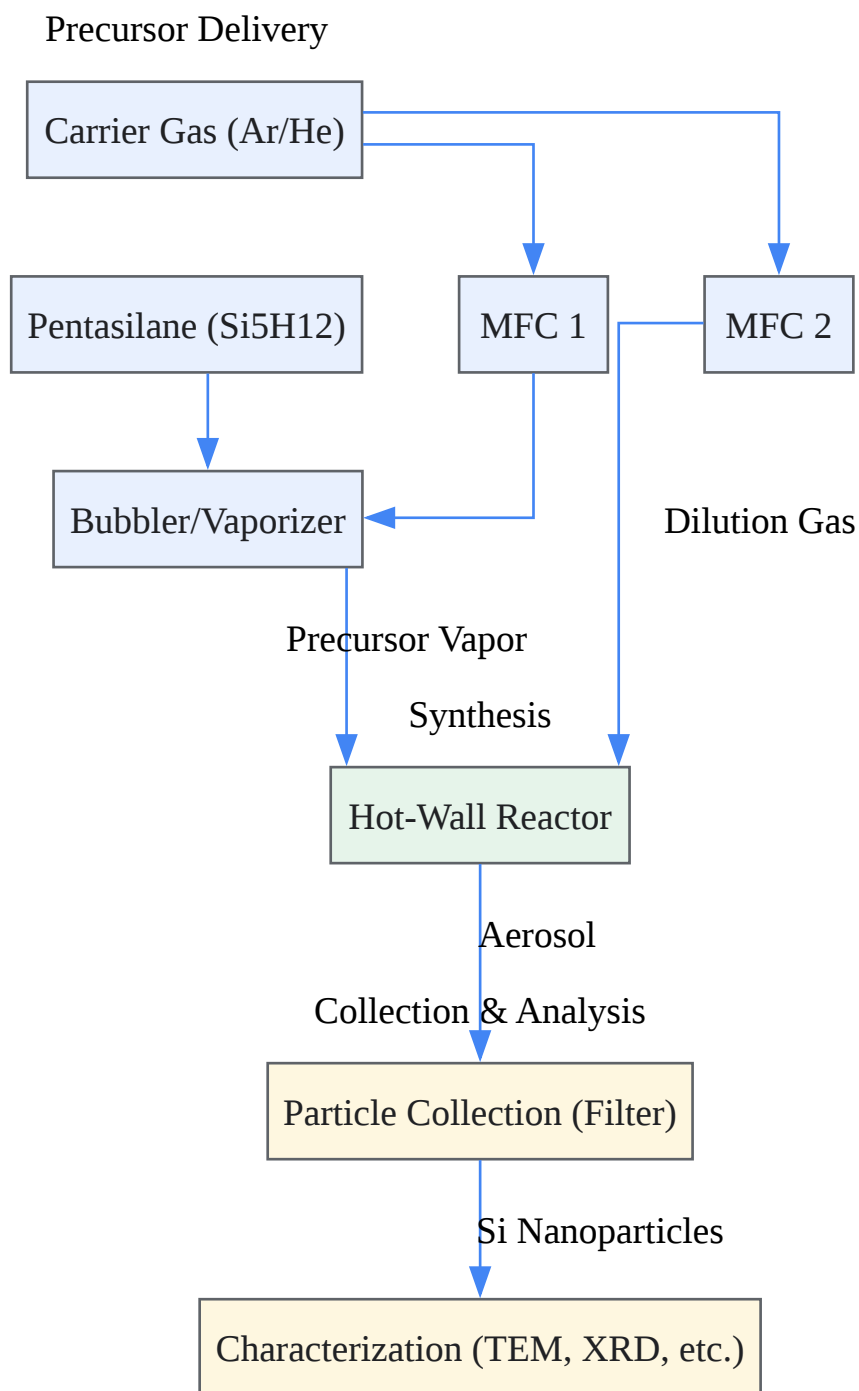 Precursor Delivery
Carrier Gas (Ar/He)
Pentasilane (Si5H12)
MFC 1
MFC 2
Bubbler/Vaporizer
Dilution Gas
Precursor Vapor
Synthesis
Hot-Wall Reactor
Aerosol
Collection & Analysis
Particle Collection (Filter)
Si Nanoparticles
Characterization (TEM, XRD, etc.)